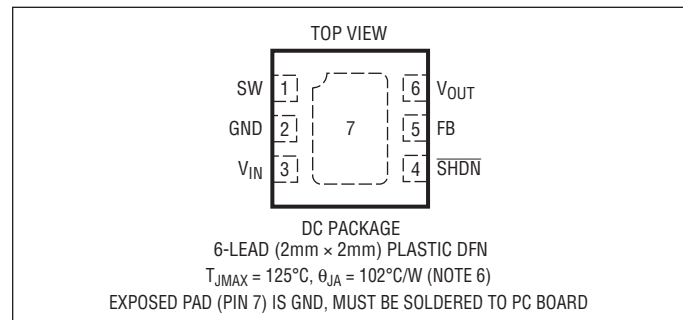 TOP VIEW
SW 1 6 VOUT
GND 2 7 5 FB
VIN 3 4 SHDN
DC PACKAGE
6-LEAD (2mm × 2mm) PLASTIC DFN
TJMAX = 125°C, θJA = 102°C/W (NOTE 6)
EXPOSED PAD (PIN 7) IS GND, MUST BE SOLDERED TO PC BOARD